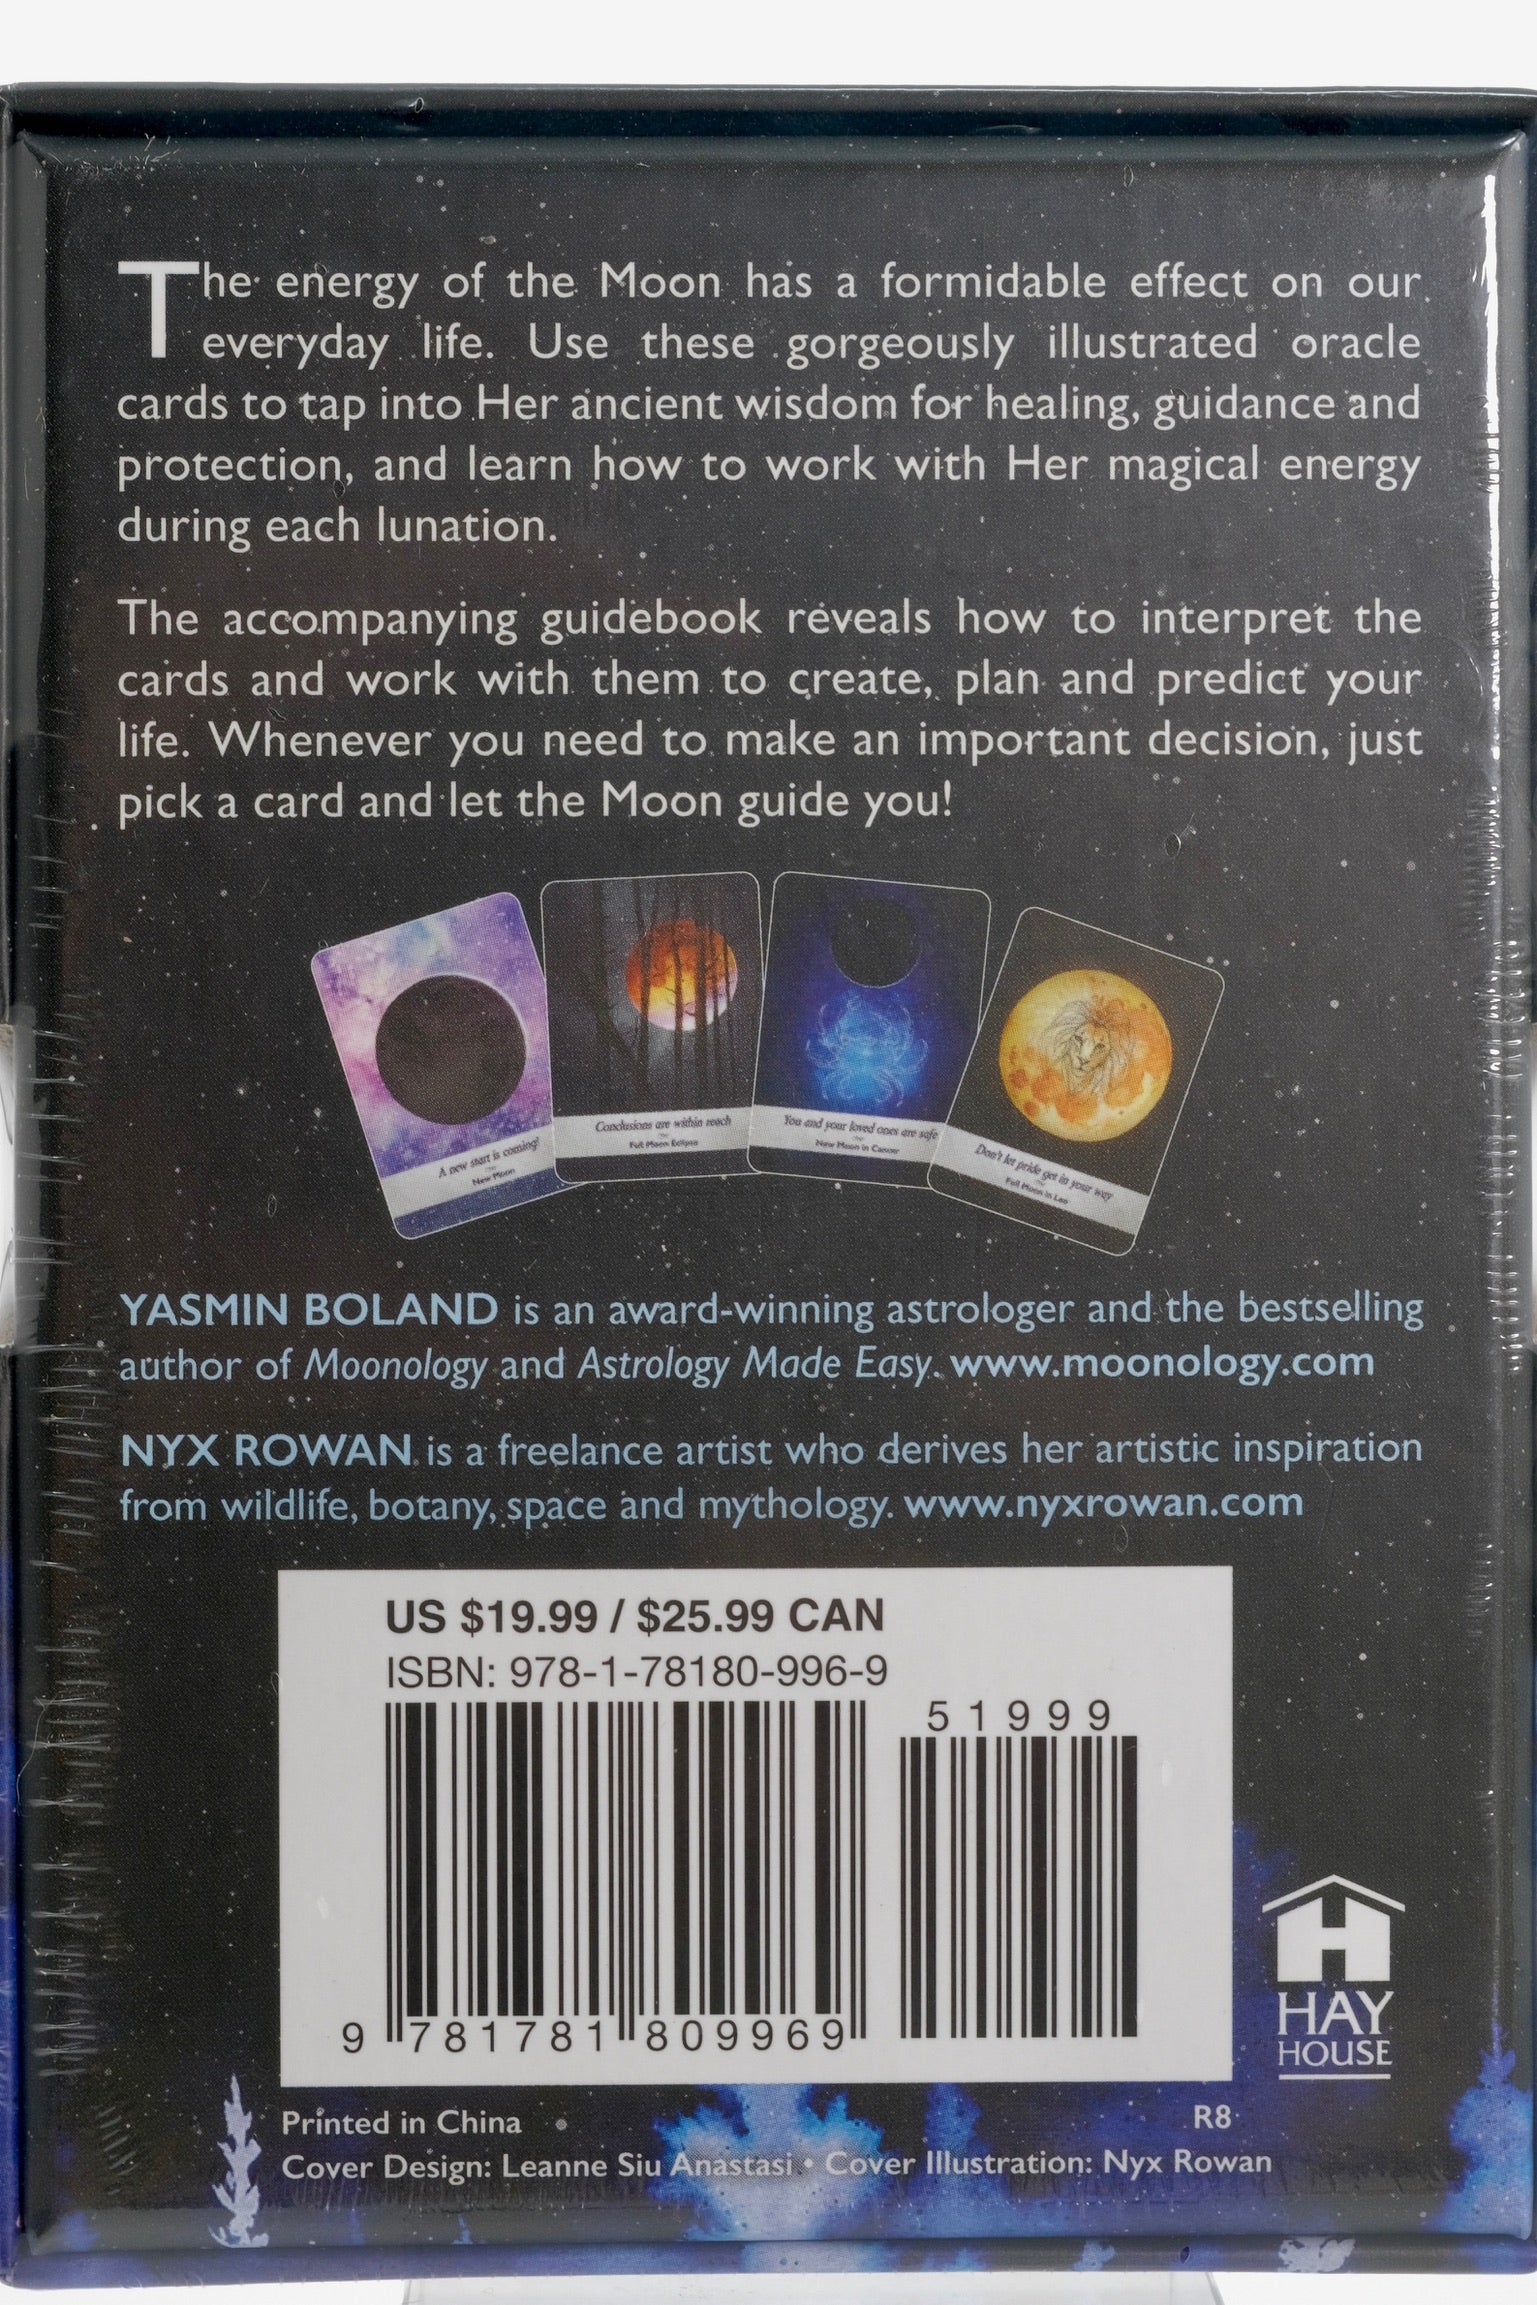 The energy of the Moon has a formidable effect on our
everyday life. Use these gorgeously illustrated oracle
cards to tap into Her ancient wisdom for healing, guidance and
protection, and learn how to work with Her magical energy
during each lunation.
The accompanying guidebook reveals how to interpret the
cards and work with them to create, plan and predict your
life. Whenever you need to make an important decision, just
pick a card and let the Moon guide you!
A new start is coming!
New Moon
Conclusions are within reach
Full Moon Eclipse
You and your loved ones are safe
New Moon in Cancer
Don't let pride get in your way
Full Moon in Leo
YASMIN BOLAND is an award-winning astrologer and the bestselling
author of Moonology and Astrology Made Easy. www.moonology.com
NYX ROWAN is a freelance artist who derives her artistic inspiration
from wildlife, botany, space and mythology. www.nyxrowan.com
US $19.99 / $25.99 CAN
ISBN: 978-1-78180-996-9
51999
9 781781 809969
HAY
HOUSE
Printed in China
R8
Cover Design: Leanne Siu Anastasi • Cover Illustration: Nyx Rowan